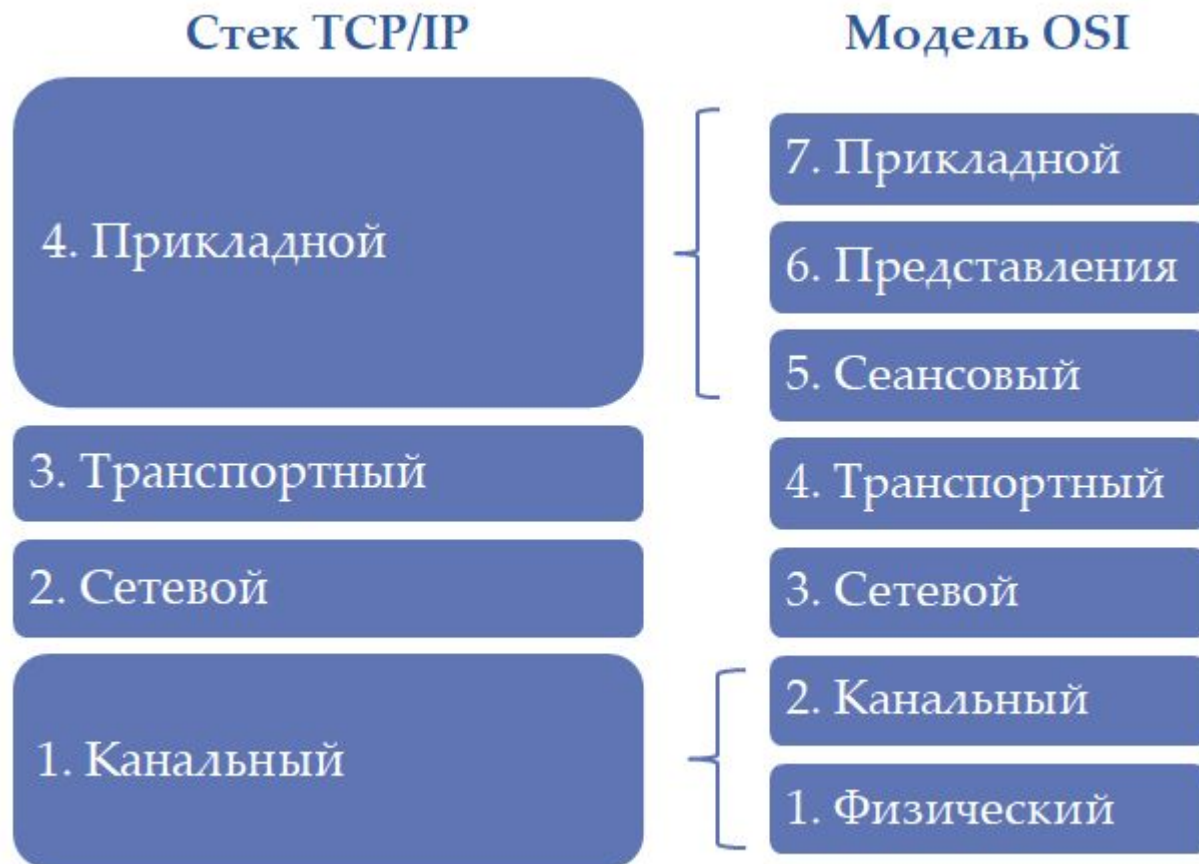 Стек TCP/IP
4. Прикладной
3. Транспортный
2. Сетевой
1. Канальный
Модель OSI
7. Прикладной
6. Представления
5. Сеансовый
4. Транспортный
3. Сетевой
2. Канальный
1. Физический